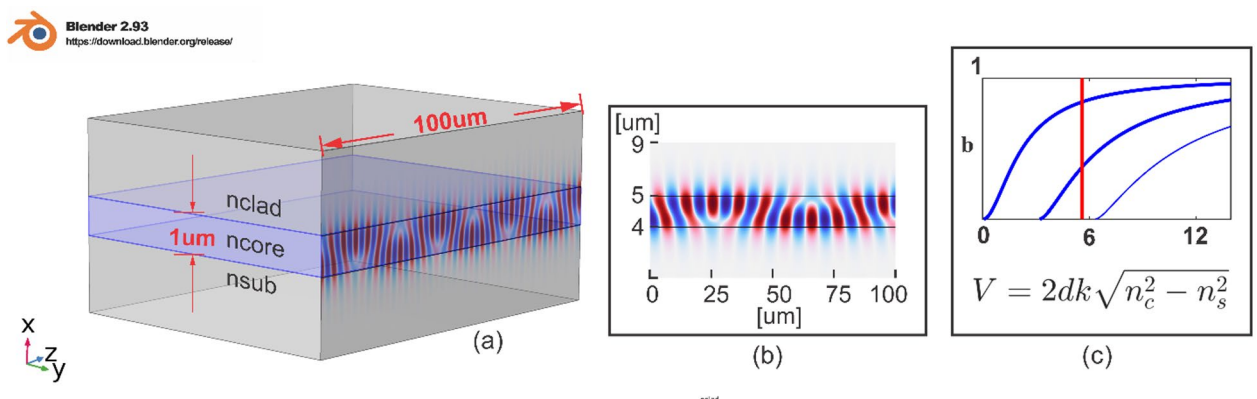 Blender 2.93
https://download.blender.org/release/
100um
nclad
1um
ncore
nsub
x
z
y
(a)
[um]
9
5
4
0 25 50 75 100
[um]
(b)
1
b
0 6 12
V = 2dk√(n_c^2 − n_s^2)
(c)
nclad